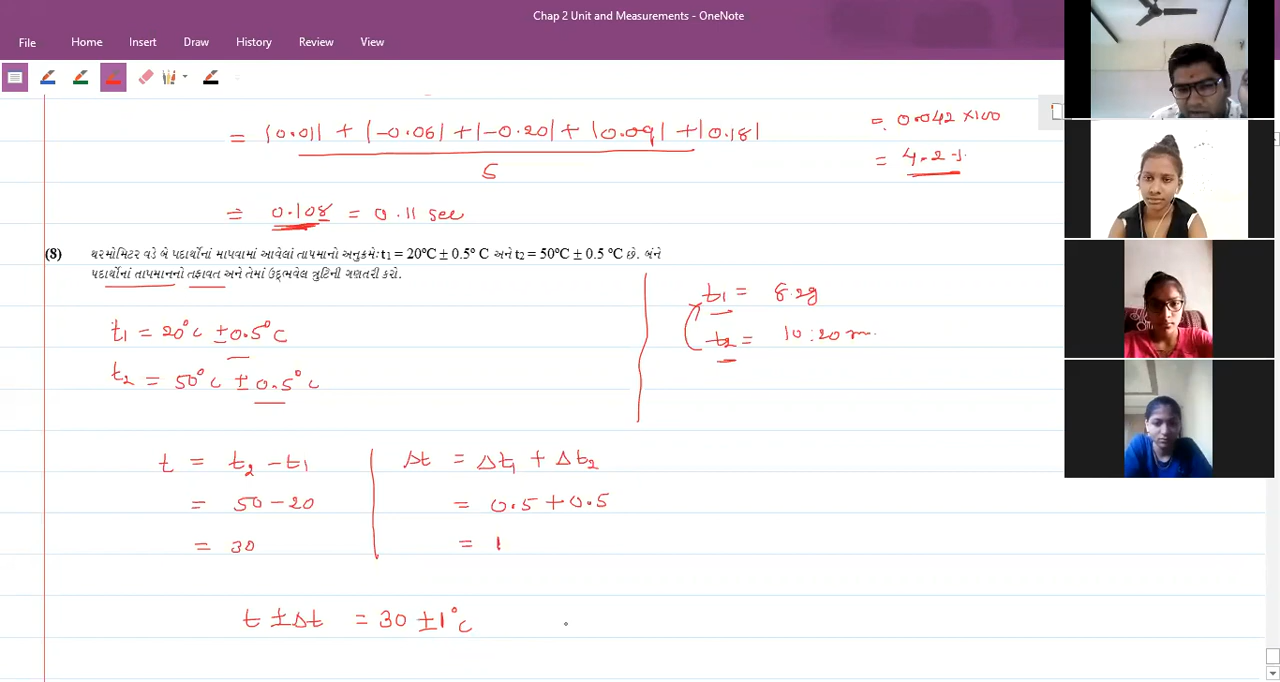 Chap 2 Unit and Measurements - OneNote
File Home Insert Draw History Review View
= |0.01| + |-0.06| + |-0.20| + |0.09| + |0.18|
5
= 0.108 = 0.11 sec
= 0.042 × 100
= 4.2 %
(8) થરમોમિટર વડે બે પદાર્થોનાં માપવામાં આવેલાં તાપમાનો અનુક્રમેઃ t1 = 20°C ± 0.5° C અને t2 = 50°C ± 0.5 °C છે. બંને
પદાર્થોનાં તાપમાનનો તફાવત અને તેમાં ઉદ્ભવેલ ત્રુટિની ગણતરી કરો.
t1 = 20°C ± 0.5°C
t2 = 50°C ± 0.5°C
t1 = 8.2g
t2 = 10:20 m.
t = t2 - t1
= 50 - 20
= 30
Δt = Δt1 + Δt2
= 0.5 + 0.5
= 1
t ± Δt = 30 ± 1°C